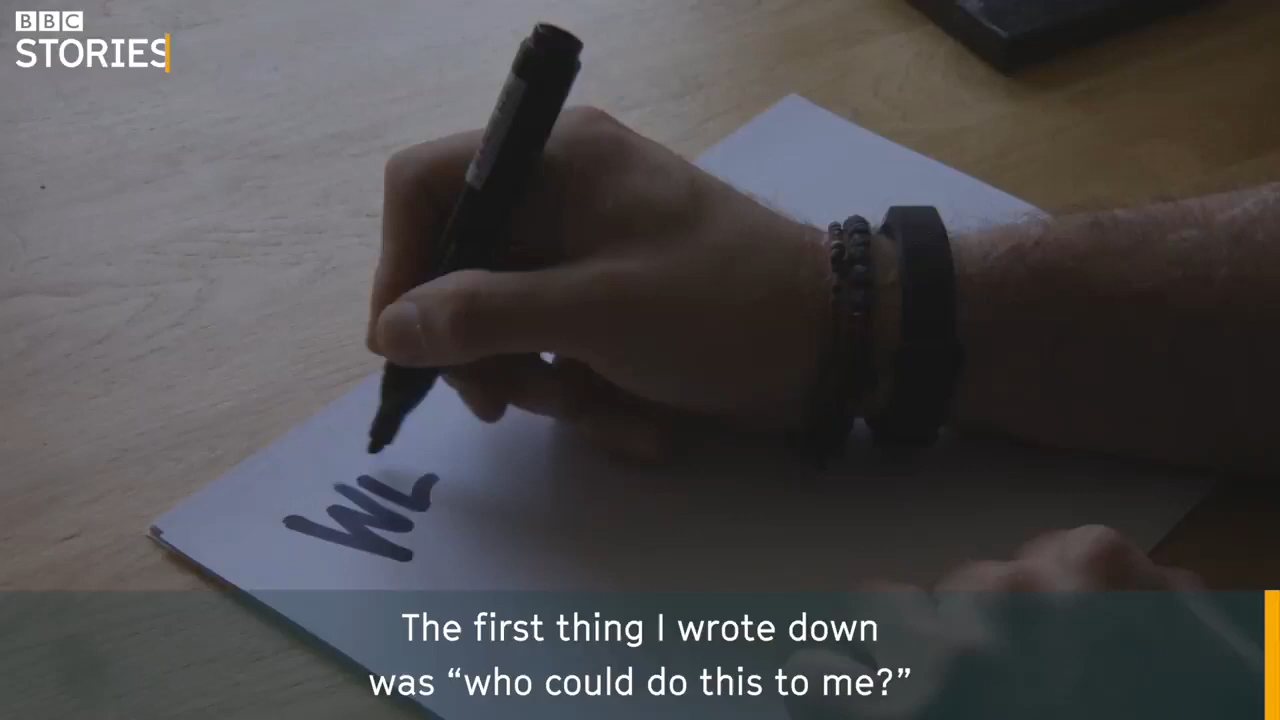 BBC
STORIES
WL
The first thing I wrote down
was “who could do this to me?”